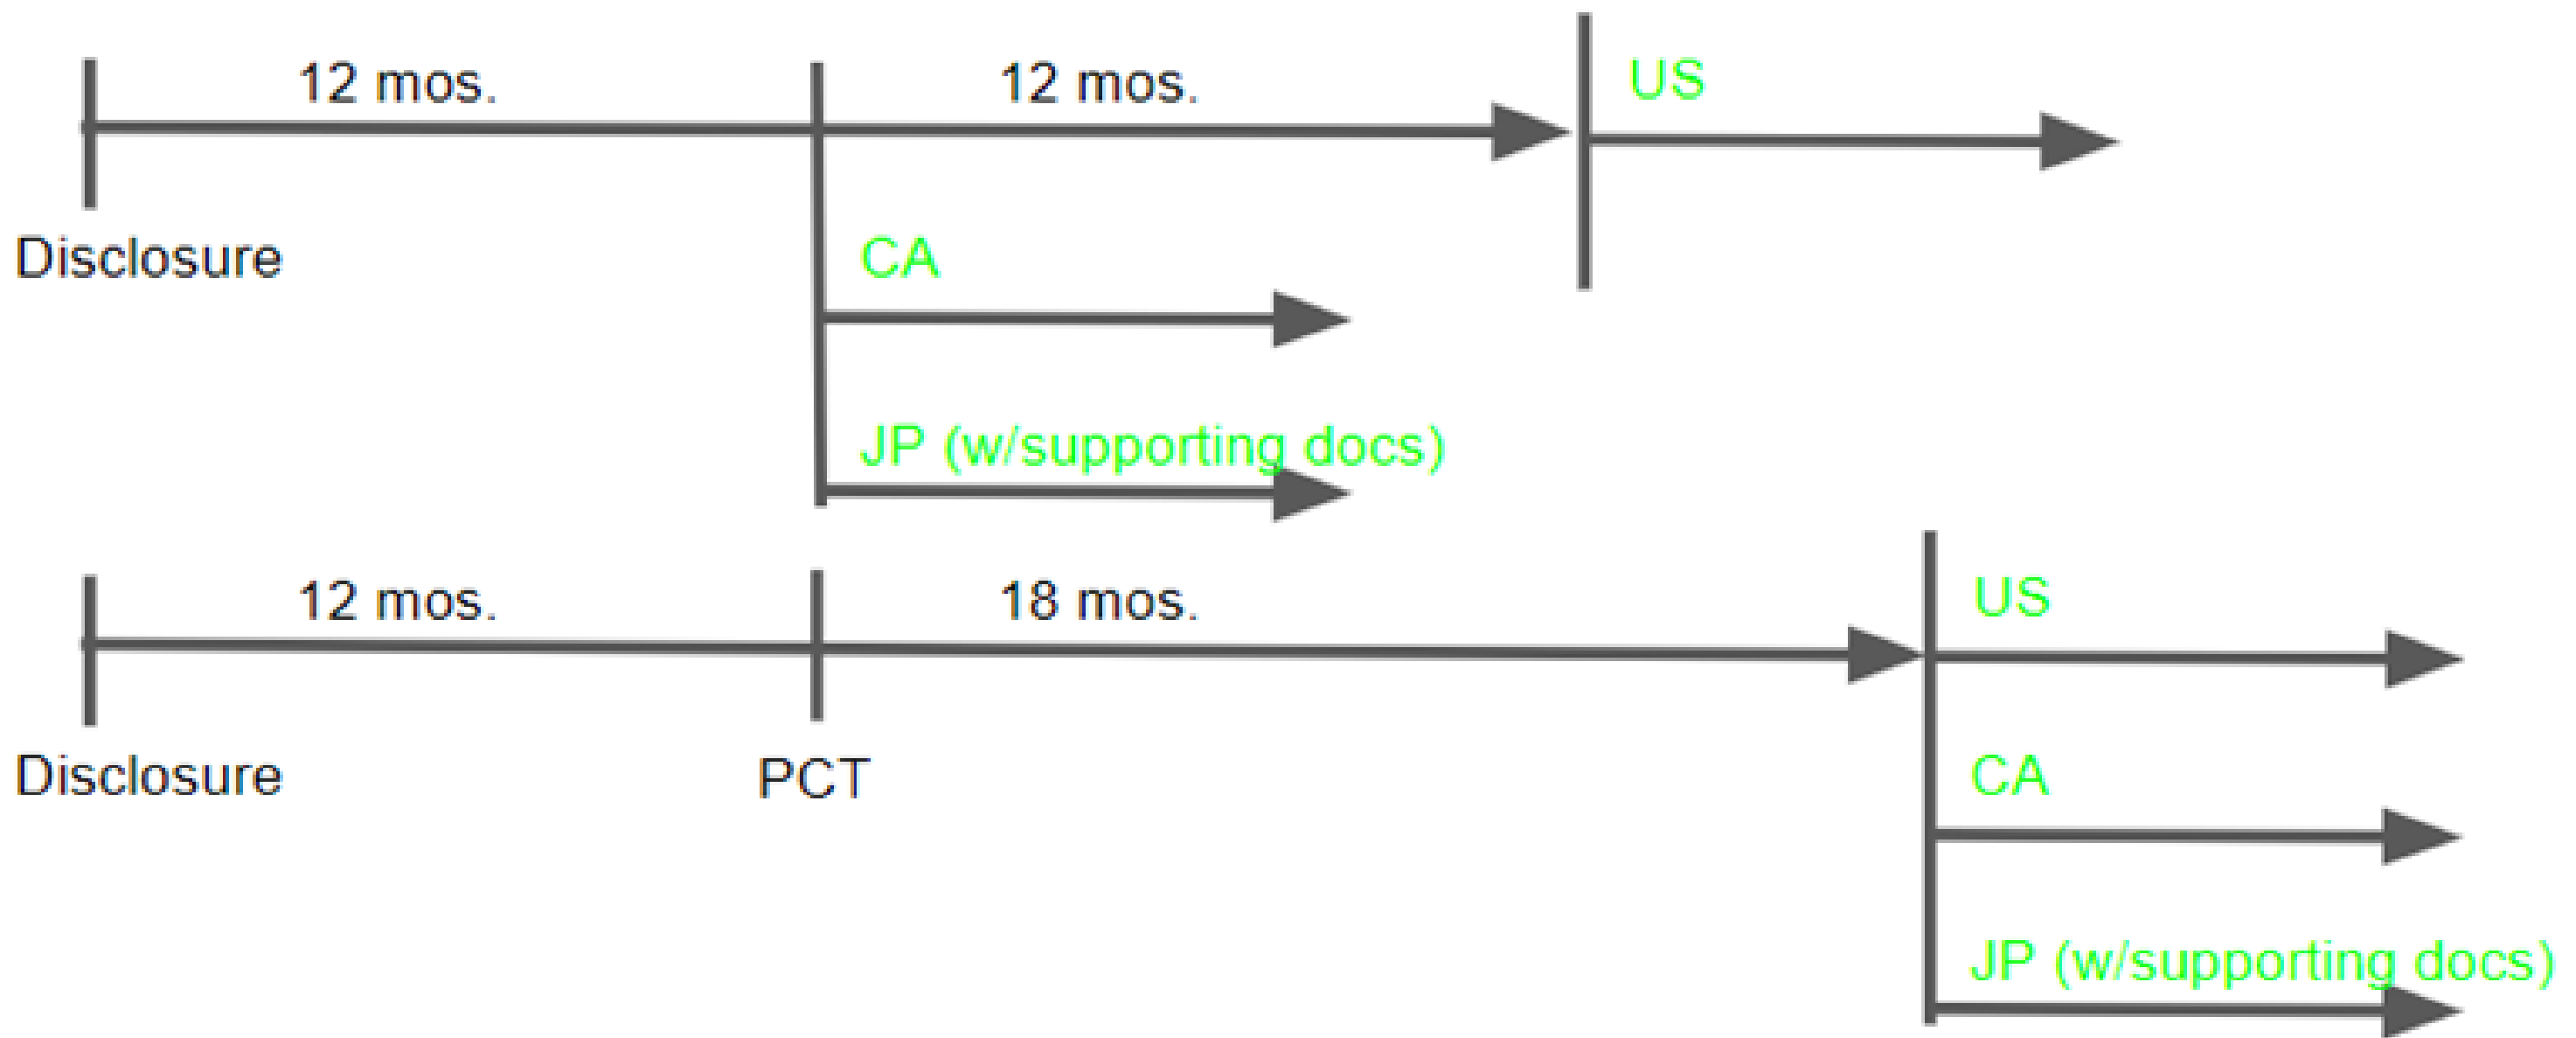 12 mos.
12 mos.
US
Disclosure
CA
JP (w/supporting docs)
12 mos.
18 mos.
US
Disclosure
PCT
CA
JP (w/supporting docs)